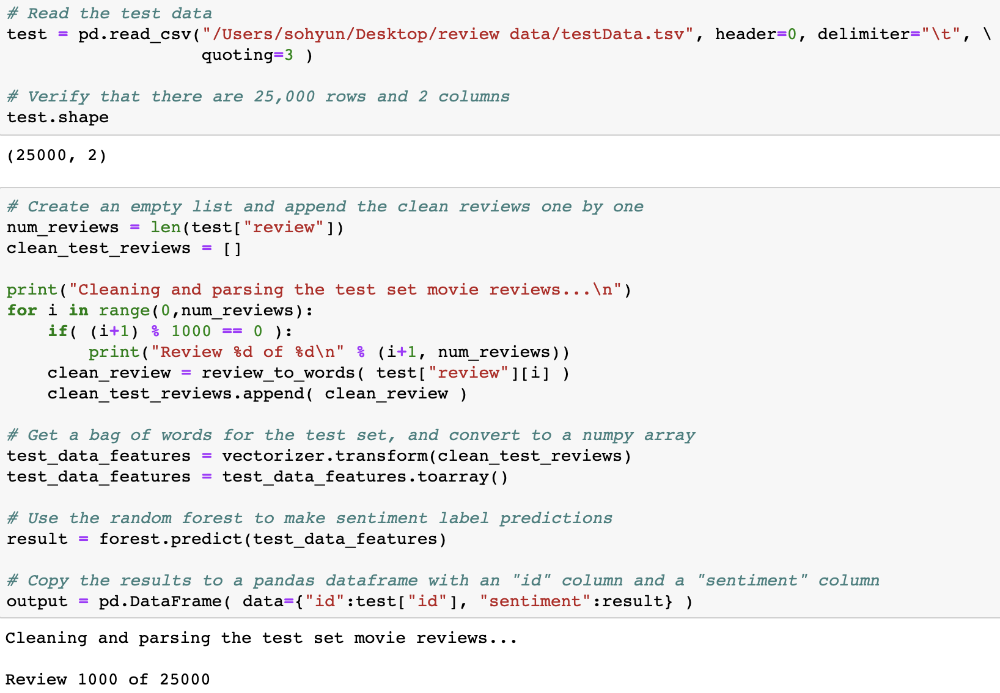 # Read the test data
test = pd.read_csv("/Users/sohyun/Desktop/review data/testData.tsv", header=0, delimiter="\t", \
                   quoting=3 )

# Verify that there are 25,000 rows and 2 columns
test.shape

(25000, 2)

# Create an empty list and append the clean reviews one by one
num_reviews = len(test["review"])
clean_test_reviews = []

print("Cleaning and parsing the test set movie reviews...\n")
for i in range(0,num_reviews):
    if( (i+1) % 1000 == 0 ):
        print("Review %d of %d\n" % (i+1, num_reviews))
    clean_review = review_to_words( test["review"][i] )
    clean_test_reviews.append( clean_review )

# Get a bag of words for the test set, and convert to a numpy array
test_data_features = vectorizer.transform(clean_test_reviews)
test_data_features = test_data_features.toarray()

# Use the random forest to make sentiment label predictions
result = forest.predict(test_data_features)

# Copy the results to a pandas dataframe with an "id" column and a "sentiment" column
output = pd.DataFrame( data={"id":test["id"], "sentiment":result} )

Cleaning and parsing the test set movie reviews...

Review 1000 of 25000